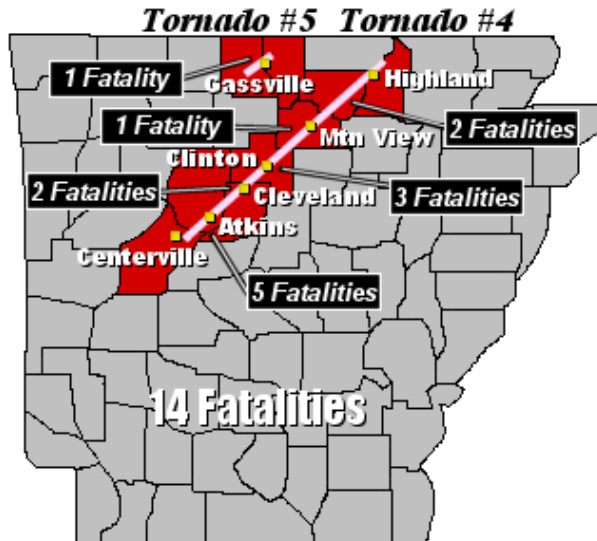 Tornado #5 Tornado #4
1 Fatality
Gassville
Highland
1 Fatality
Mtn View
2 Fatalities
Clinton
2 Fatalities
Cleveland
3 Fatalities
Atkins
Centerville
5 Fatalities
14 Fatalities